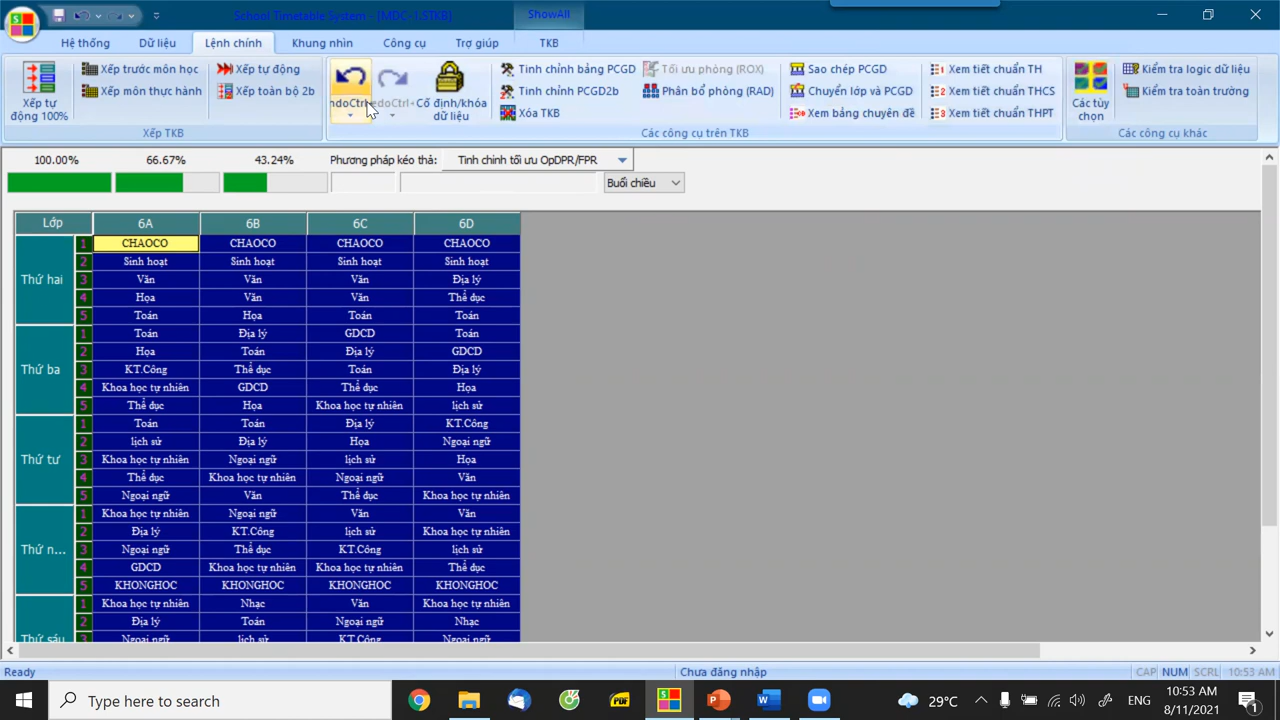 School Timetable System - (MDC-1.STKB)
ShowAll
Hệ thống Dữ liệu Lệnh chính Khung nhìn Công cụ Trợ giúp TKB
Xếp tự động 100%
Xếp trước môn học
Xếp môn thực hành
Xếp tự động
Xếp toàn bộ 2b
Xếp TKB
Cố định/khóa dữ liệu
Tinh chỉnh bảng PCGD
Tinh chỉnh PCGD2b
Xóa TKB
Tối ưu phòng (RDX)
Phân bổ phòng (RAD)
Sao chép PCGD
Chuyển lớp và PCGD
Xem bảng chuyên đề
Xem tiết chuẩn TH
Xem tiết chuẩn THCS
Xem tiết chuẩn THPT
Các công cụ trên TKB
Các tùy chọn
Kiểm tra logic dữ liệu
Kiểm tra toàn trường
Các công cụ khác
100.00% 66.67% 43.24% Phương pháp kéo thả: Tinh chỉnh tối ưu OpDPR/FPR
Buổi chiều
Lớp 6A 6B 6C 6D
Thứ hai
1 CHAOCO CHAOCO CHAOCO CHAOCO
2 Sinh hoạt Sinh hoạt Sinh hoạt Sinh hoạt
3 Văn Văn Văn Địa lý
4 Họa Văn Văn Thể dục
5 Toán Họa Toán Toán
Thứ ba
1 Toán Địa lý GDCD Toán
2 Họa Toán Địa lý GDCD
3 KT.Công Thể dục Toán Địa lý
4 Khoa học tự nhiên GDCD Thể dục Họa
5 Thể dục Họa Khoa học tự nhiên lịch sử
Thứ tư
1 Toán Toán Địa lý KT.Công
2 lịch sử Địa lý Họa Ngoại ngữ
3 Khoa học tự nhiên Ngoại ngữ lịch sử Họa
4 Thể dục Khoa học tự nhiên Ngoại ngữ Văn
5 Ngoại ngữ Văn Thể dục Khoa học tự nhiên
Thứ n...
1 Khoa học tự nhiên Ngoại ngữ Văn Văn
2 Địa lý KT.Công lịch sử Khoa học tự nhiên
3 Ngoại ngữ Thể dục KT.Công lịch sử
4 GDCD Khoa học tự nhiên Khoa học tự nhiên Thể dục
5 KHONGHOC KHONGHOC KHONGHOC KHONGHOC
Thứ sáu
1 Khoa học tự nhiên Nhạc Văn Khoa học tự nhiên
2 Địa lý Toán Ngoại ngữ Nhạc
3 Ngoại ngữ lịch sử KT.Công Ngoại ngữ
Ready Chưa đăng nhập CAP NUM SCRL 10:53 AM
Type here to search
PDF
29°C
ENG
10:53 AM
8/11/2021
1